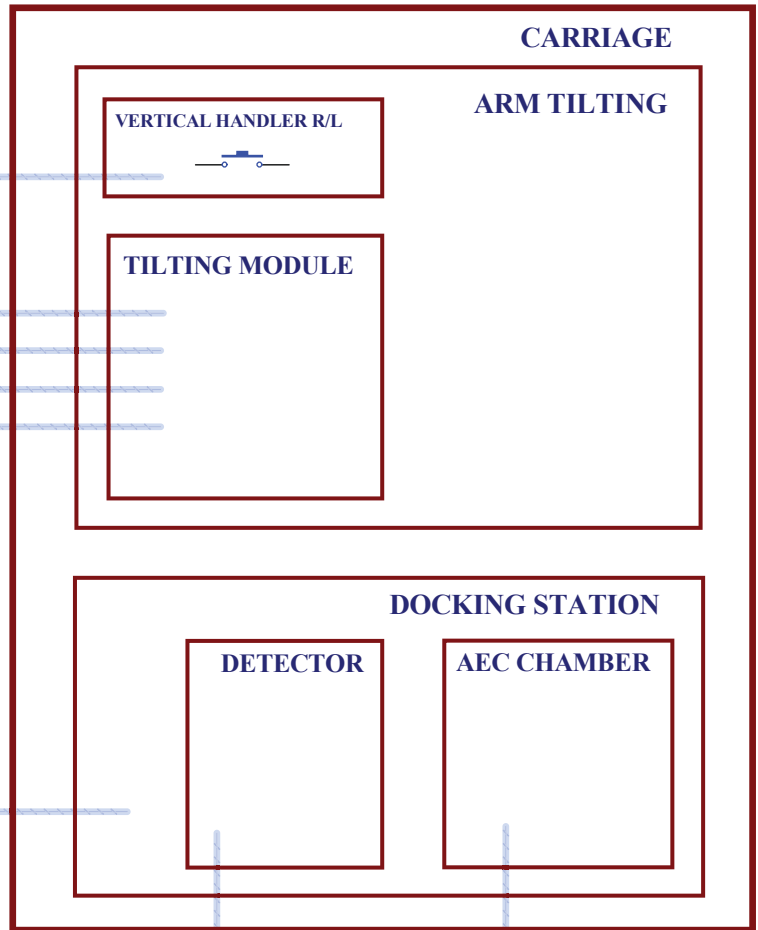 CARRIAGE
ARM TILTING
VERTICAL HANDLER R/L
TILTING MODULE
DOCKING STATION
DETECTOR
AEC CHAMBER